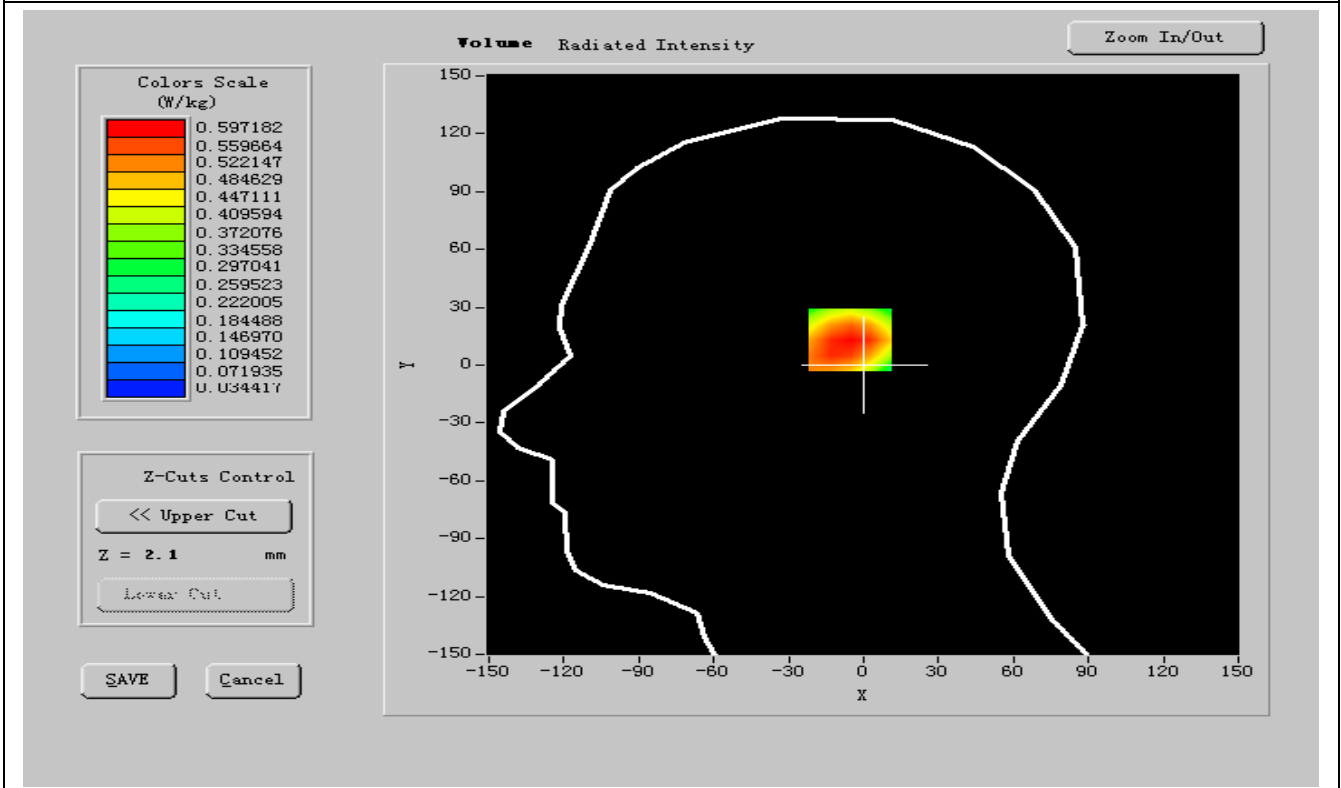 Volume Radiated Intensity
Zoom In/Out
Colors Scale
(W/kg)
0.597182
0.559664
0.522147
0.484629
0.447111
0.409594
0.372076
0.334558
0.297041
0.259523
0.222005
0.184488
0.146970
0.109452
0.071935
0.034417
Z-Cuts Control
<< Upper Cut
Z = 2.1 mm
Lower Cut
SAVE
Cancel
150
120
90
60
30
0
-30
-60
-90
-120
-150
Y
-150 -120 -90 -60 -30 0 30 60 90 120 150
X